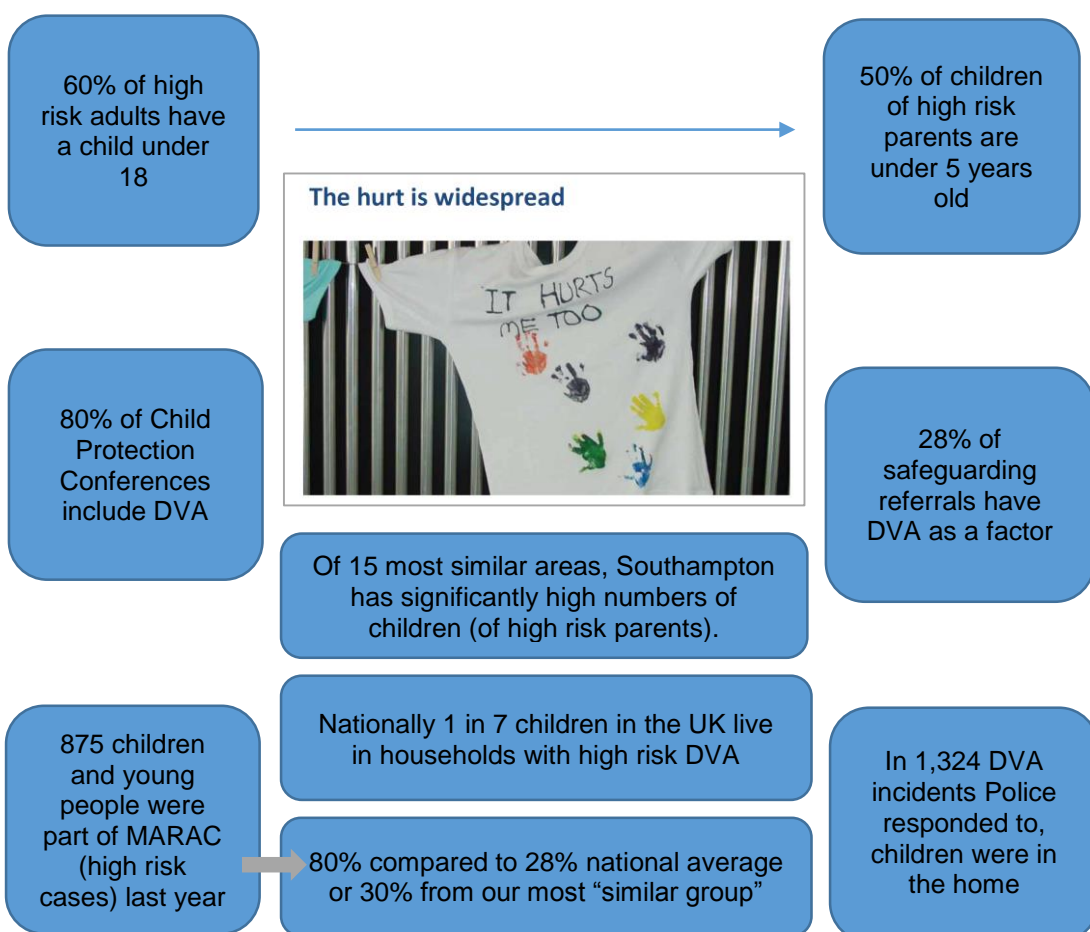 60% of high
risk adults have
a child under
18
50% of children
of high risk
parents are
under 5 years
old
The hurt is widespread
IT HURTS
ME TOO
80% of Child
Protection
Conferences
include DVA
28% of
safeguarding
referrals have
DVA as a factor
Of 15 most similar areas, Southampton
has significantly high numbers of
children (of high risk parents).
Nationally 1 in 7 children in the UK live
in households with high risk DVA
875 children
and young
people were
part of MARAC
(high risk
cases) last year
80% compared to 28% national average
or 30% from our most “similar group”
In 1,324 DVA
incidents Police
responded to,
children were in
the home